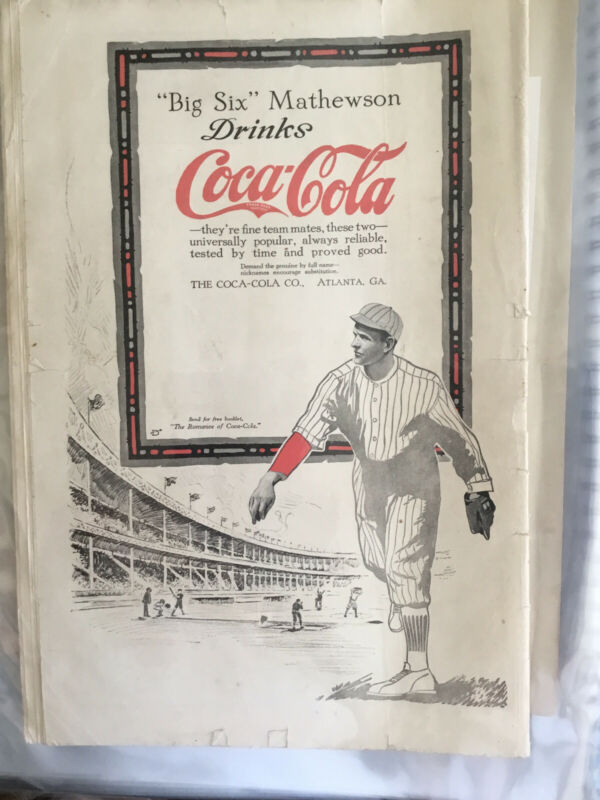 "Big Six" Mathewson
Drinks
Coca-Cola
—they're fine team mates, these two—
universally popular, always reliable,
tested by time and proved good.
Demand the genuine by full name—
nicknames encourage substitution.
THE COCA-COLA CO., ATLANTA, GA.
Send for free booklet,
"The Romance of Coca-Cola."